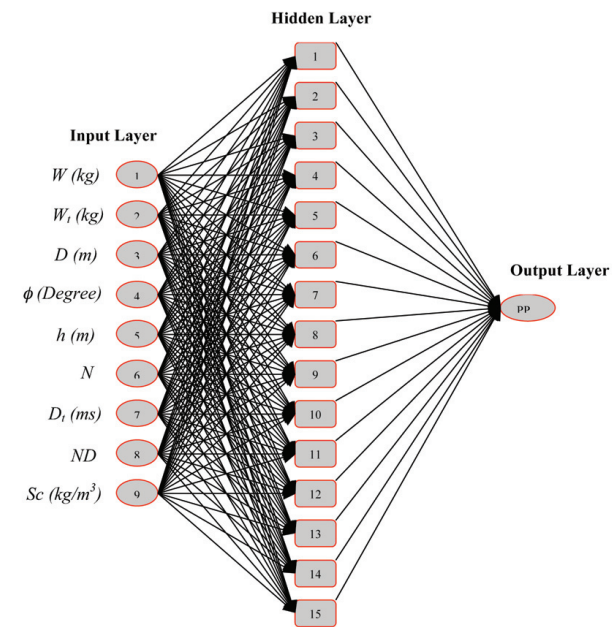 Hidden Layer
Input Layer
Output Layer
W (kg)
Wt (kg)
D (m)
ϕ (Degree)
h (m)
N
Dt (ms)
ND
Sc (kg/m³)
1
2
3
4
5
6
7
8
9
1
2
3
4
5
6
7
8
9
10
11
12
13
14
15
PP